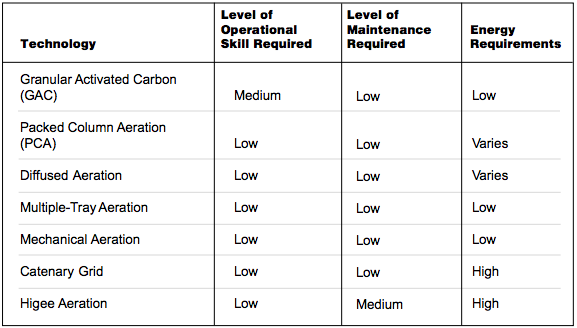 Technology Level of Operational Skill Required Level of Maintenance Required Energy Requirements
Granular Activated Carbon (GAC) Medium Low Low
Packed Column Aeration (PCA) Low Low Varies
Diffused Aeration Low Low Varies
Multiple-Tray Aeration Low Low Low
Mechanical Aeration Low Low Low
Catenary Grid Low Low High
Higee Aeration Low Medium High